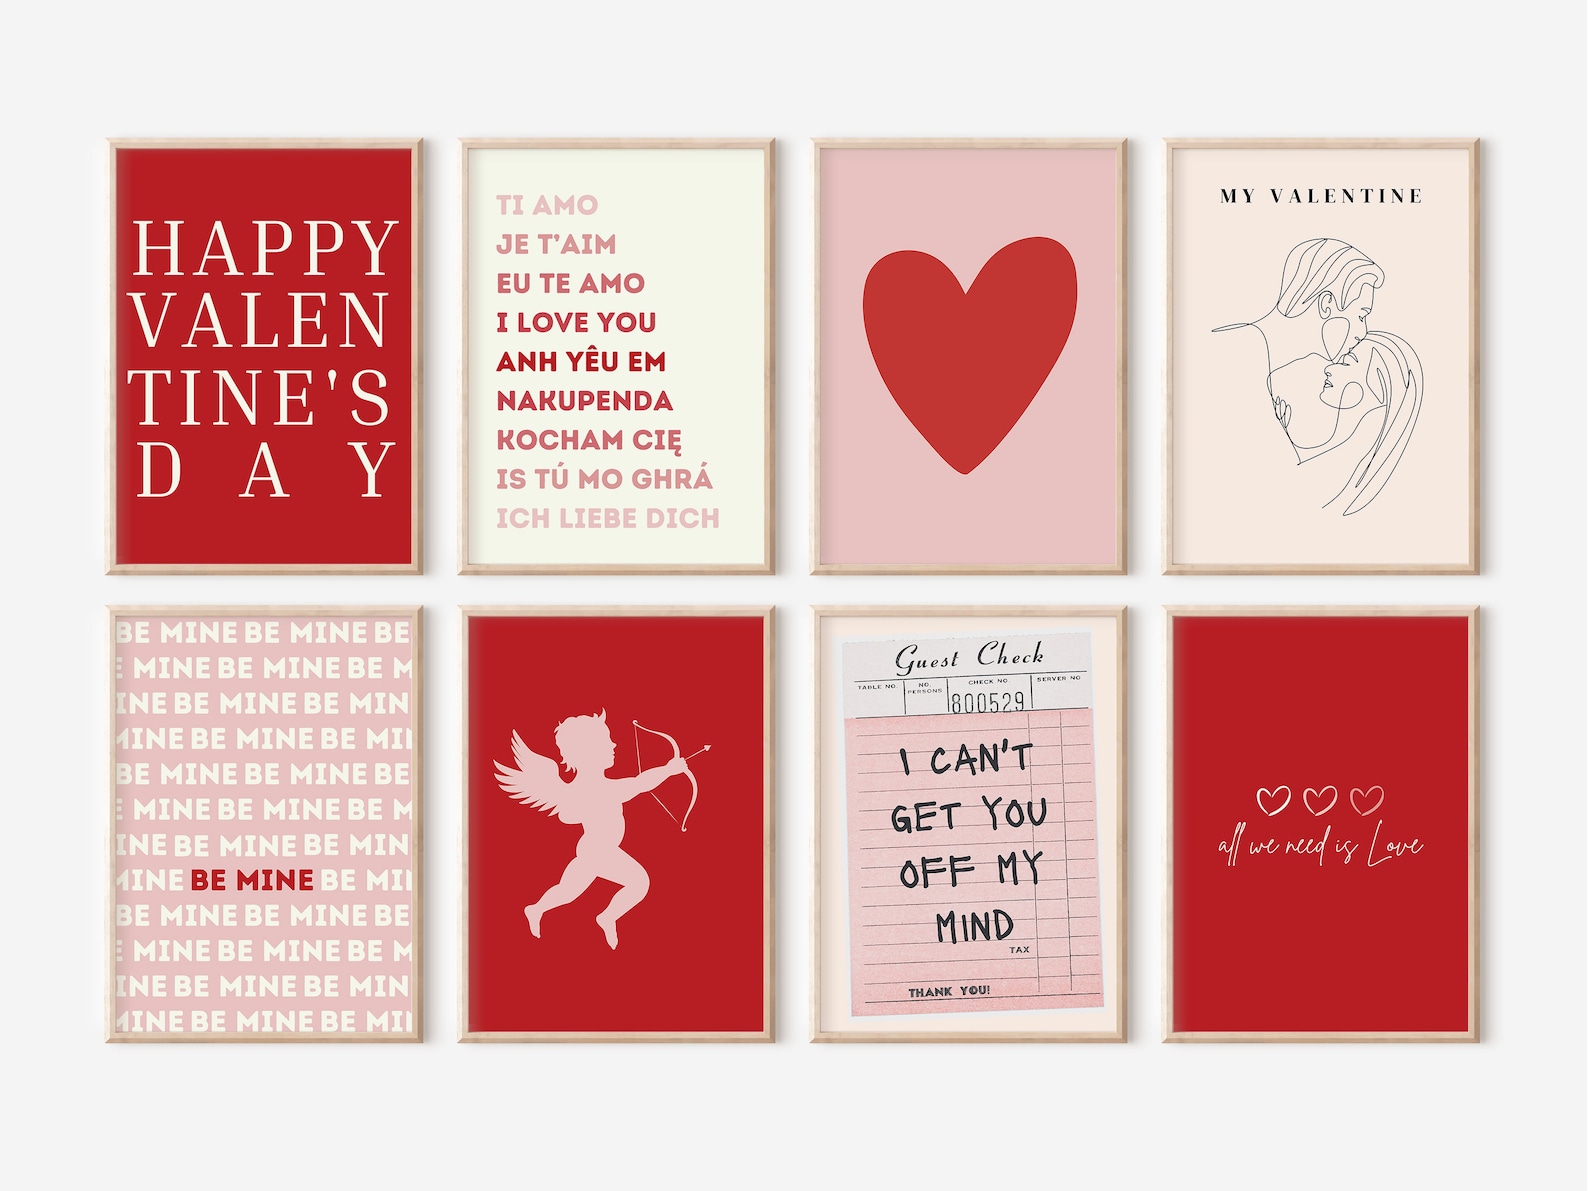 HAPPY
VALEN
TINE'S
D A Y
TI AMO
JE T'AIM
EU TE AMO
I LOVE YOU
ANH YÊU EM
NAKUPENDA
KOCHAM CIĘ
IS TÚ MO GHRÁ
ICH LIEBE DICH
MY VALENTINE
BE MINE BE MINE BE
E MINE BE MINE BE M
INE BE MINE BE MIN
MINE BE MINE BE MI
BE MINE BE MINE BE
E MINE BE MINE BE M
INE BE MINE BE MIN
MINE BE MINE BE MI
BE MINE BE MINE BE
E MINE BE MINE BE M
INE BE MINE BE MIN
MINE BE MINE BE MI
Guest Check
TABLE NO. NO. PERSONS CHECK NO. SERVER NO
800529
I CAN'T
GET YOU
OFF MY
MIND
TAX
THANK YOU!
all we need is Love